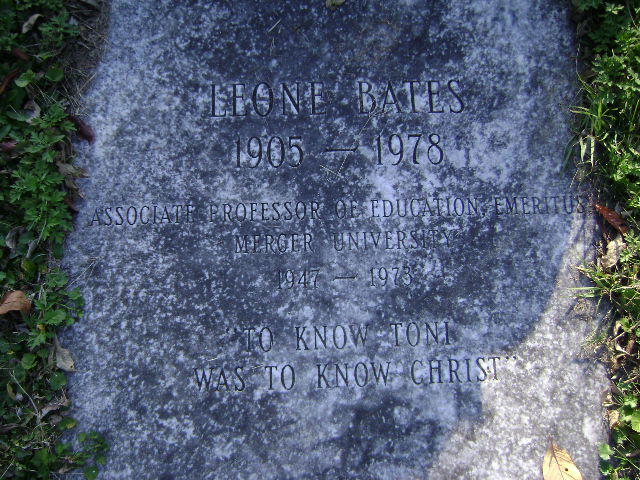 LEONE BATES
1905 — 1978
ASSOCIATE PROFESSOR OF EDUCATION, EMERITUS
MERCER UNIVERSITY
1947 — 1973
"TO KNOW TONI
WAS TO KNOW CHRIST"